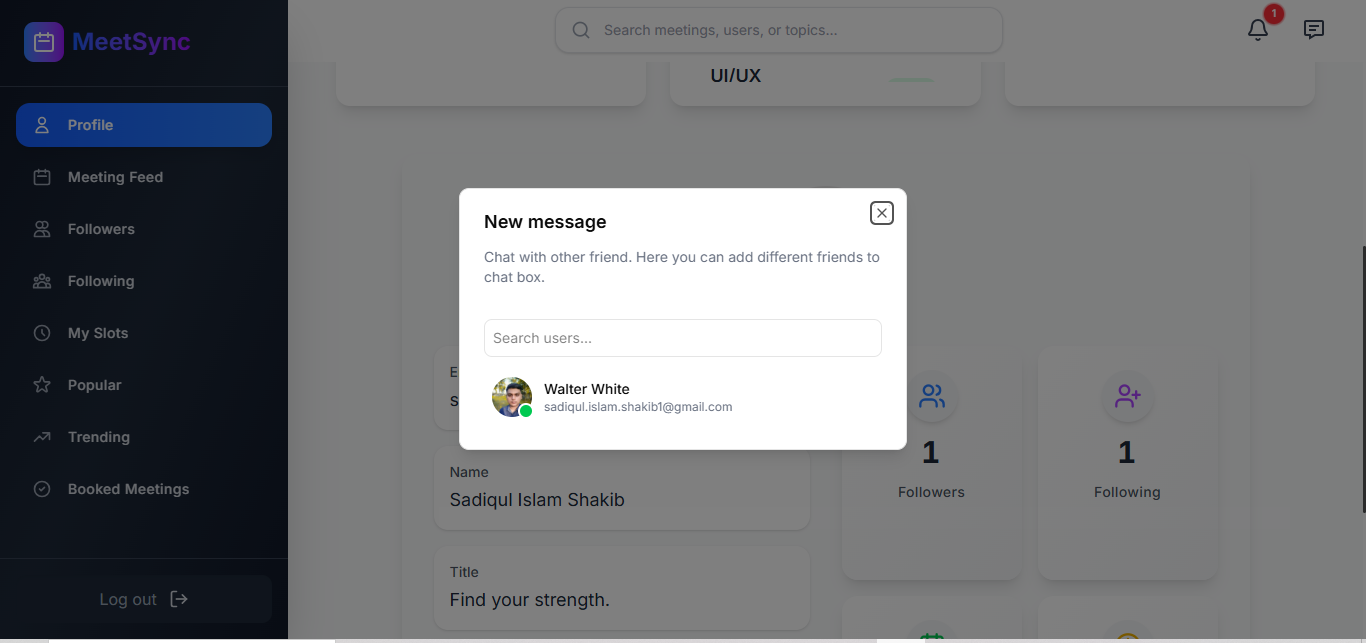 MeetSync
Search meetings, users, or topics...
1
UI/UX
Profile
Meeting Feed
Followers
Following
My Slots
Popular
Trending
Booked Meetings
Log out
New message
Chat with other friend. Here you can add different friends to
chat box.
Search users...
Walter White
sadiqul.islam.shakib1@gmail.com
E
S
Name
Sadiqul Islam Shakib
Title
Find your strength.
1
Followers
1
Following